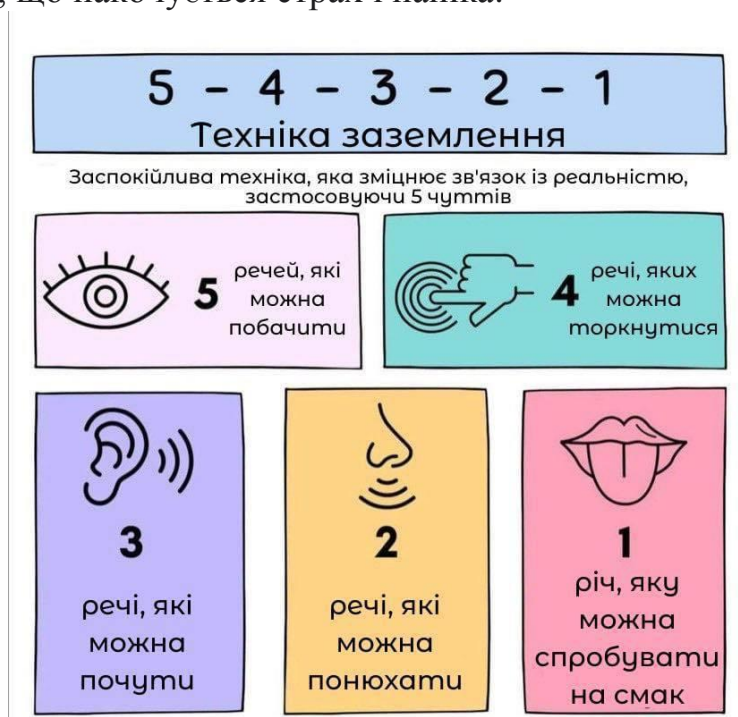 страх і паніка.
5 - 4 - 3 - 2 - 1
Техніка заземлення
Заспокійлива техніка, яка зміцнює зв'язок із реальністю,
застосовуючи 5 чуттів
5
речей, які
можна
побачити
4
речі, яких
можна
торкнутися
3
речі, які
можна
почути
2
речі, які
можна
понюхати
1
річ, яку
можна
спробувати
на смак